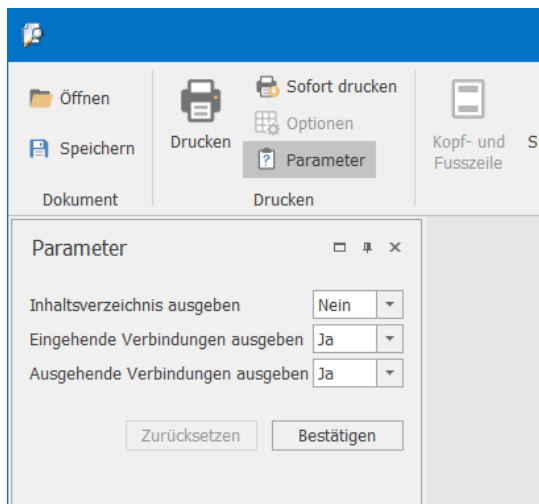 Öffnen
Speichern
Dokument
Drucken
Sofort drucken
Optionen
Parameter
Drucken
Kopf- und
Fusszeile
Parameter
Inhaltsverzeichnis ausgeben Nein
Eingehende Verbindungen ausgeben Ja
Ausgehende Verbindungen ausgeben Ja
Zurücksetzen Bestätigen